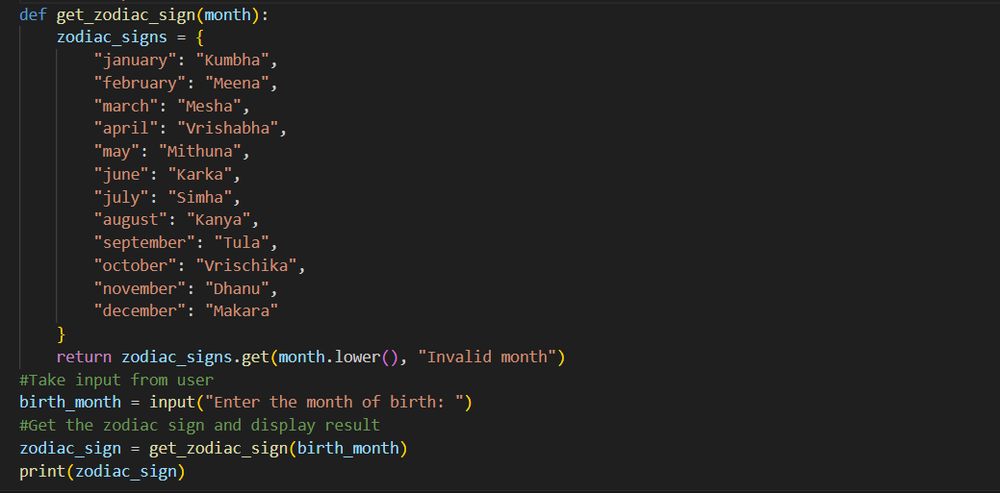 def get_zodiac_sign(month):
    zodiac_signs = {
        "january": "Kumbha",
        "february": "Meena",
        "march": "Mesha",
        "april": "Vrishabha",
        "may": "Mithuna",
        "june": "Karka",
        "july": "Simha",
        "august": "Kanya",
        "september": "Tula",
        "october": "Vrischika",
        "november": "Dhanu",
        "december": "Makara"
    }
    return zodiac_signs.get(month.lower(), "Invalid month")
#Take input from user
birth_month = input("Enter the month of birth: ")
#Get the zodiac sign and display result
zodiac_sign = get_zodiac_sign(birth_month)
print(zodiac_sign)